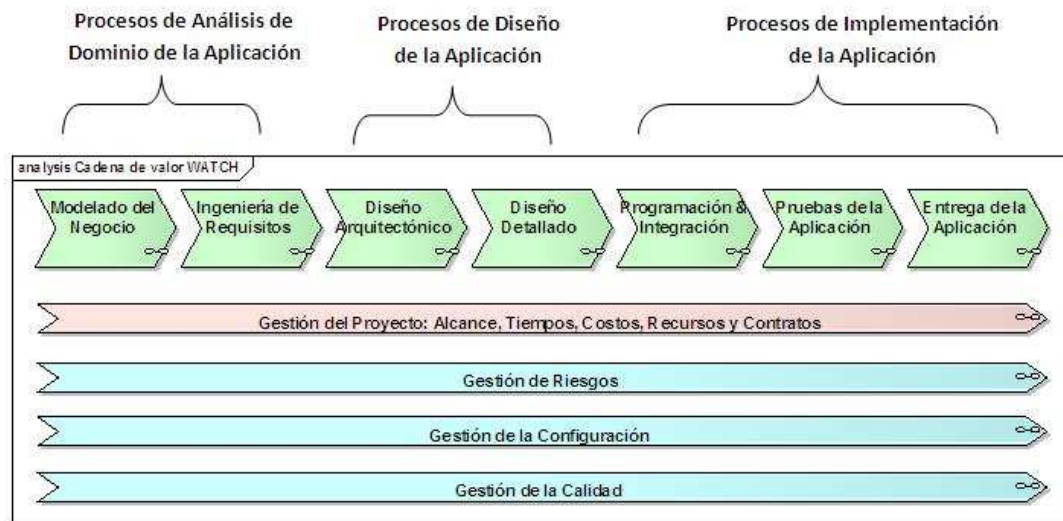 Procesos de Análisis de
Dominio de la Aplicación
Procesos de Diseño
de la Aplicación
Procesos de Implementación
de la Aplicación
analysis Cadena de valor WATCH
Modelado del
Negocio
Ingeniería de
Requisitos
Diseño
Arquitectónico
Diseño
Detallado
Programación &
Integración
Pruebas de la
Aplicación
Entrega de la
Aplicación
Gestión del Proyecto: Alcance, Tiempos, Costos, Recursos y Contratos
Gestión de Riesgos
Gestión de la Configuración
Gestión de la Calidad